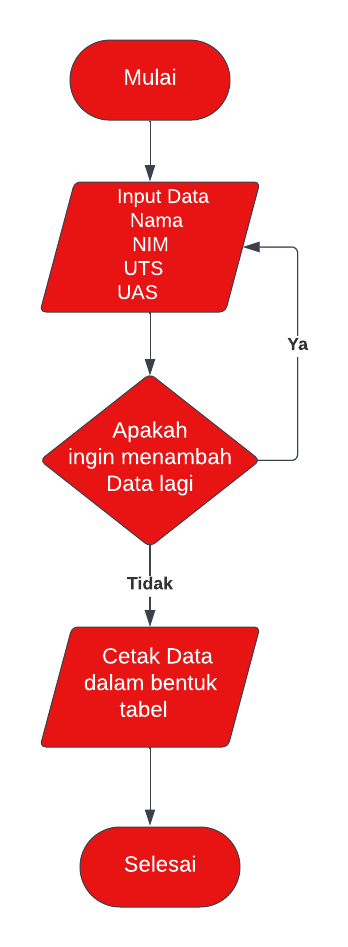 Mulai
Input Data
Nama
NIM
UTS
UAS
Ya
Apakah
ingin menambah
Data lagi
Tidak
Cetak Data
dalam bentuk
tabel
Selesai